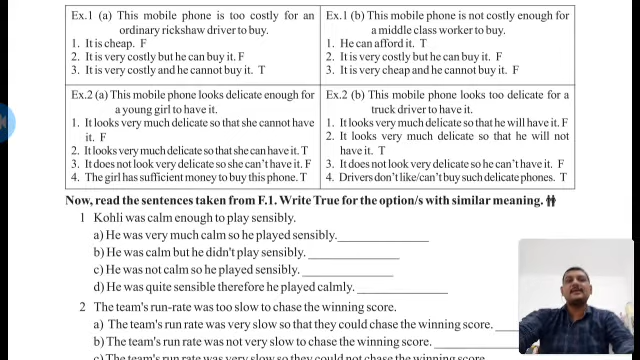 Ex.1 (a) This mobile phone is too costly for an
ordinary rickshaw driver to buy.
1. It is cheap. F
2. It is very costly but he can buy it. F
3. It is very costly and he cannot buy it. T
Ex.1 (b) This mobile phone is not costly enough for
a middle class worker to buy.
1. He can afford it. T
2. It is very costly but he can buy it. F
3. It is very cheap and he cannot buy it. F
Ex.2 (a) This mobile phone looks delicate enough for
a young girl to have it.
1. It looks very much delicate so that she cannot have
it. F
2. It looks very much delicate so that she can have it. T
3. It does not look very delicate so she can't have it. F
4. The girl has sufficient money to buy this phone. T
Ex.2 (b) This mobile phone looks too delicate for a
truck driver to have it.
1. It looks very much delicate so that he will have it. F
2. It looks very much delicate so that he will not
have it. T
3. It does not look very delicate so he can't have it. F
4. Drivers don't like/can't buy such delicate phones. T
Now, read the sentences taken from F.1. Write True for the option/s with similar meaning.
1 Kohli was calm enough to play sensibly.
a) He was very much calm so he played sensibly.
b) He was calm but he didn't play sensibly.
c) He was not calm so he played sensibly.
d) He was quite sensible therefore he played calmly.
2 The team's run-rate was too slow to chase the winning score.
a) The team's run rate was very slow so that they could chase the winning score.
b) The team's run rate was not very slow to chase the winning score.
c) The team's run rate was very slow so they could not chase the winning score.